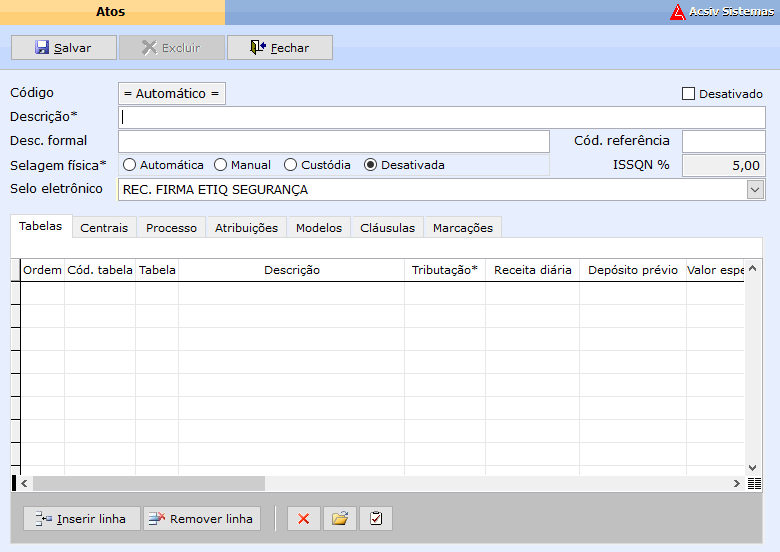 Atos
Acsiv Sistemas
Salvar
Excluir
Fechar
Código
= Automático =
Desativado
Descrição*
Desc. formal
Cód. referência
Selagem física*
Automática
Manual
Custódia
Desativada
ISSQN %
5,00
Selo eletrônico
REC. FIRMA ETIQ SEGURANÇA
Tabelas
Centrais
Processo
Atribuições
Modelos
Cláusulas
Marcações
Ordem
Cód. tabela
Tabela
Descrição
Tributação*
Receita diária
Depósito prévio
Valor espe
Inserir linha
Remover linha